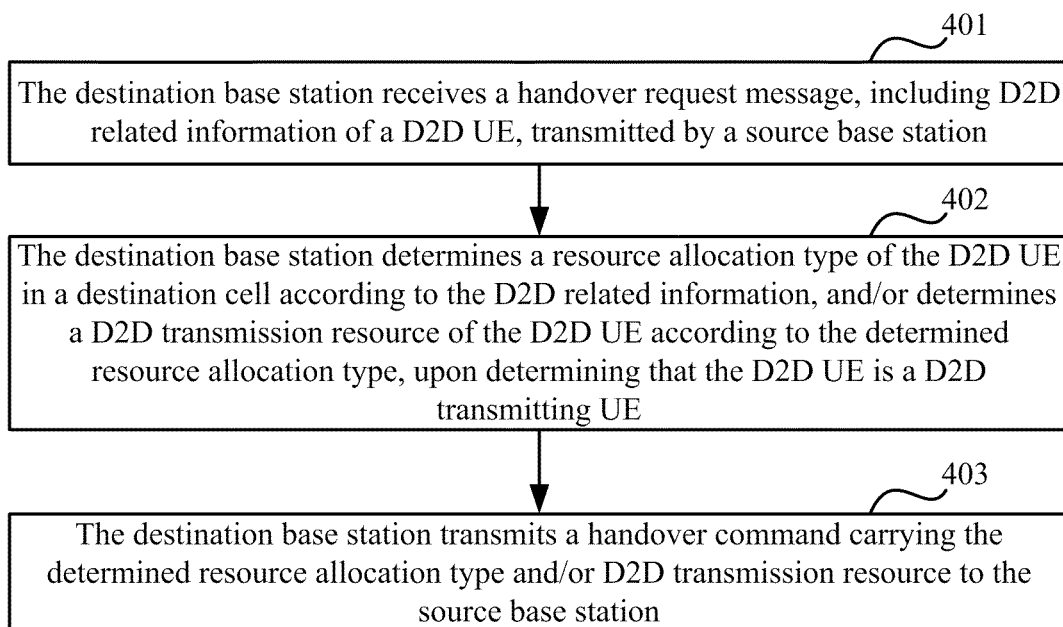 401
The destination base station receives a handover request message, including D2D
related information of a D2D UE, transmitted by a source base station
402
The destination base station determines a resource allocation type of the D2D UE
in a destination cell according to the D2D related information, and/or determines
a D2D transmission resource of the D2D UE according to the determined
resource allocation type, upon determining that the D2D UE is a D2D
transmitting UE
403
The destination base station transmits a handover command carrying the
determined resource allocation type and/or D2D transmission resource to the
source base station